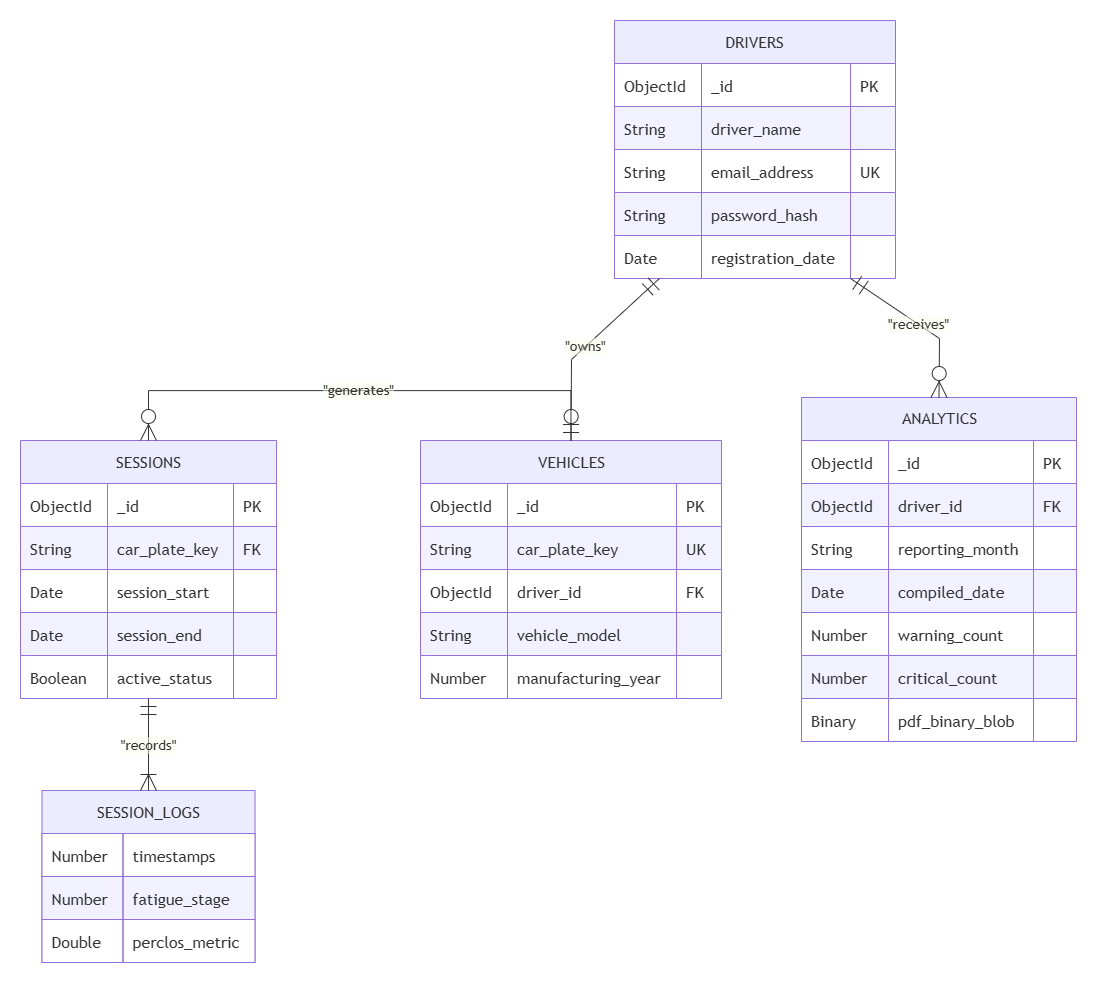 DRIVERS
ObjectId _id PK
String driver_name
String email_address UK
String password_hash
Date registration_date
"owns"
"receives"
"generates"
SESSIONS
ObjectId _id PK
String car_plate_key FK
Date session_start
Date session_end
Boolean active_status
VEHICLES
ObjectId _id PK
String car_plate_key UK
ObjectId driver_id FK
String vehicle_model
Number manufacturing_year
ANALYTICS
ObjectId _id PK
ObjectId driver_id FK
String reporting_month
Date compiled_date
Number warning_count
Number critical_count
Binary pdf_binary_blob
"records"
SESSION_LOGS
Number timestamps
Number fatigue_stage
Double perclos_metric